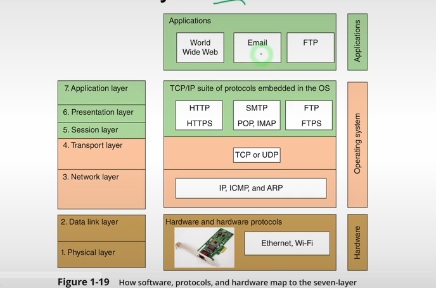 Applications
World
Wide Web
Email
FTP
Applications
7. Application layer
6. Presentation layer
5. Session layer
4. Transport layer
3. Network layer
2. Data link layer
1. Physical layer
TCP/IP suite of protocols embedded in the OS
HTTP
HTTPS
SMTP
POP, IMAP
FTP
FTPS
TCP or UDP
IP, ICMP, and ARP
Operating system
Hardware and hardware protocols
Ethernet, Wi-Fi
Hardware
Figure 1-19 How software, protocols, and hardware map to the seven-layer